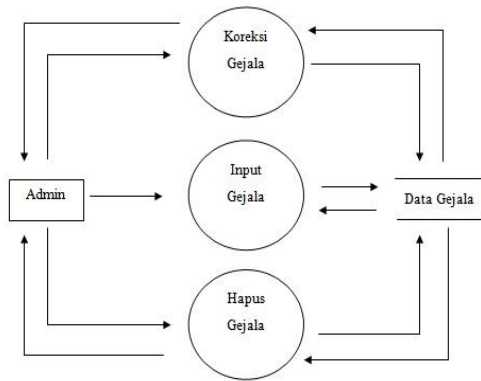 Koreksi
Gejala
Admin
Input
Gejala
Data Gejala
Hapus
Gejala